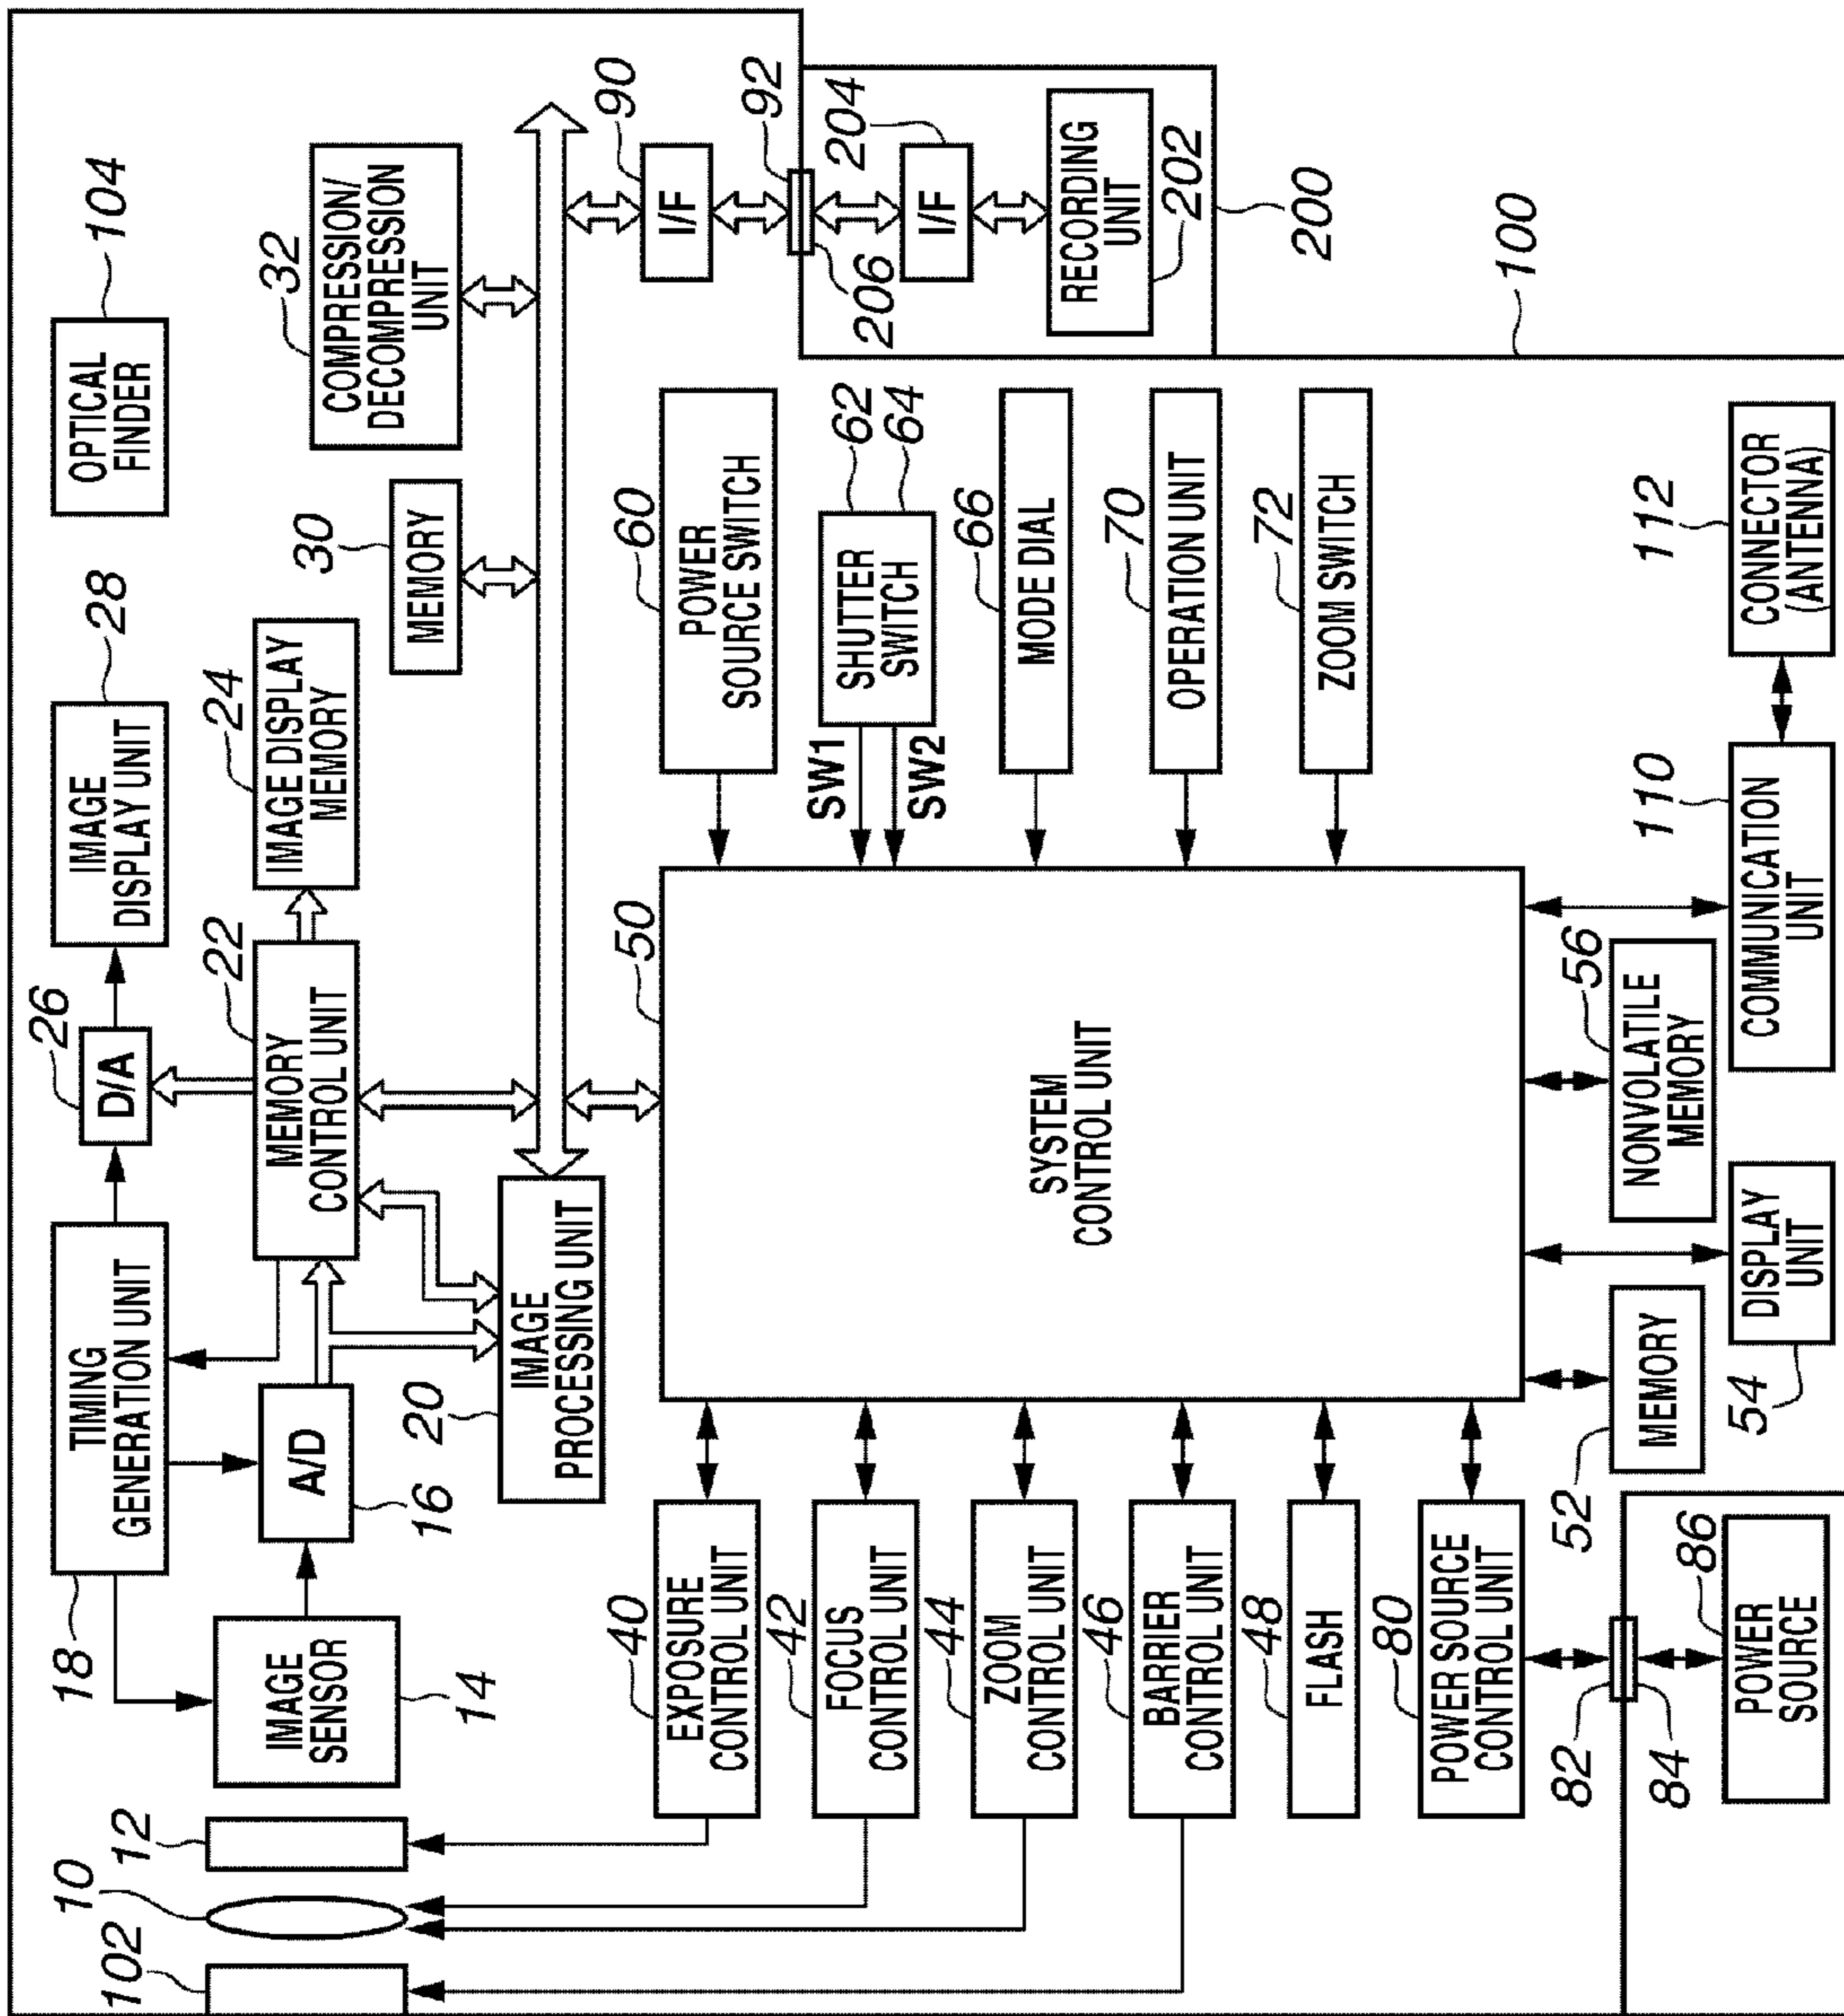 18
TIMING
GENERATION UNIT
26
D/A
IMAGE
DISPLAY UNIT
28
OPTICAL
FINDER
104
102
10
12
IMAGE
SENSOR
14
A/D
16
MEMORY
CONTROL UNIT
22
IMAGE DISPLAY
MEMORY
24
30
MEMORY
32
COMPRESSION/
DECOMPRESSION
UNIT
20
IMAGE
PROCESSING UNIT
40
EXPOSURE
CONTROL UNIT
42
FOCUS
CONTROL UNIT
44
ZOOM
CONTROL UNIT
46
BARRIER
CONTROL UNIT
48
FLASH
80
POWER SOURCE
CONTROL UNIT
50
SYSTEM
CONTROL UNIT
60
POWER
SOURCE SWITCH
SW1
SW2
SHUTTER
SWITCH
62
64
66
MODE DIAL
70
OPERATION UNIT
72
ZOOM SWITCH
I/F
90
92
206
I/F
204
RECORDING
UNIT
202
200
100
82
84
POWER
SOURCE
86
52
MEMORY
54
DISPLAY
UNIT
NONVOLATILE
MEMORY
56
COMMUNICATION
UNIT
110
CONNECTOR
(ANTENNA)
112